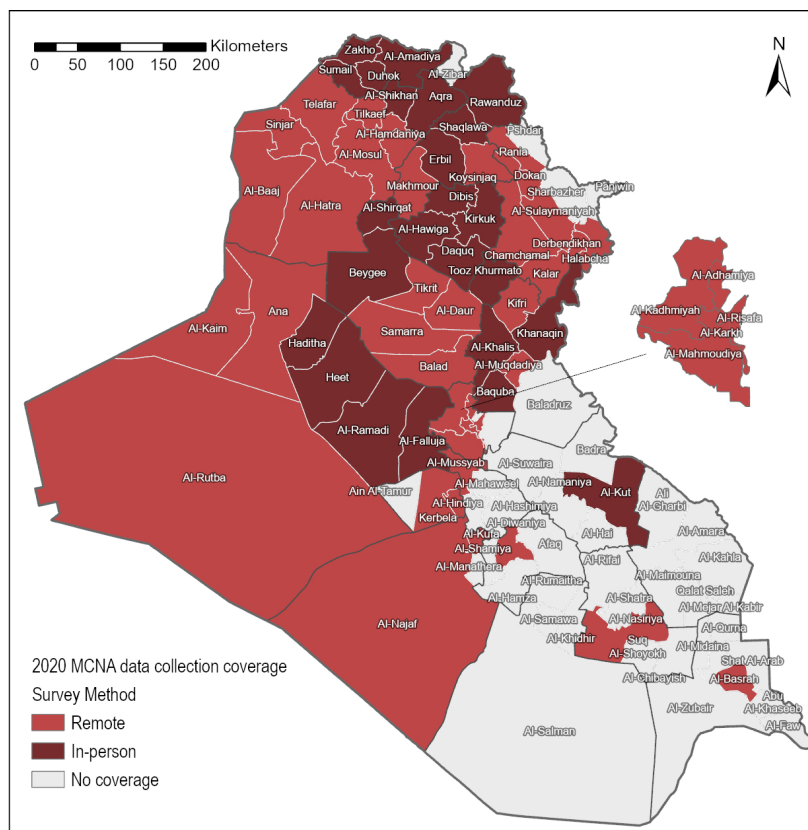 Kilometers
0 50 100 150 200
N
Zakho
Al-Amadiya
Sumail
Duhok
Al-Zibar
Al-Shikhan
Aqra
Rawanduz
Telafar
Tilkaef
Sinjar
Al-Hamdaniya
Shaqlawa
Pshdar
Al-Mosul
Erbil
Rania
Koysinjaq
Dokan
Al-Baaj
Makhmour
Sharbazher
Panjwin
Al-Hatra
Dibis
Al-Shirqat
Kirkuk
Al-Sulaymaniyah
Al-Hawiga
Derbendikhan
Daquq
Chamchamal
Halabcha
Beygee
Tooz Khurmato
Kalar
Tikrit
Kifri
Al-Adhamiya
Ana
Al-Daur
Al-Kaim
Samarra
Khanaqin
Al-Kadhmiyah
Al-Risafa
Haditha
Al-Khalis
Al-Karkh
Balad
Al-Muqdadiya
Al-Mahmoudiya
Heet
Baquba
Baladruz
Al-Ramadi
Al-Falluja
Badra
Al-Mussyab
Al-Suwaira
Al-Rutba
Al-Mahaweel
Al-Namaniya
Al-Kut
Ali
Al-Gharbi
Ain Al-Tamur
Al-Hindiya
Al-Hashimiya
Kerbela
Al-Diwaniya
Al-Kufa
Al-Hai
Al-Amara
Al-Shamiya
Afaq
Al-Kahla
Al-Manathera
Al-Rifai
Al-Maimouna
Al-Rumaitha
Qalat Saleh
Al-Hamza
Al-Shatra
Al-Mejar Al-Kabir
Al-Najaf
Al-Samawa
Al-Nasiriya
Al-Qurna
Al-Khidhir
Suq
Al-Shoyokh
Al-Midaina
Shat Al-Arab
Al-Chibayish
Al-Basrah
Abu
Al-Khaseeb
Al-Zubair
Al-Faw
Al-Salman
2020 MCNA data collection coverage
Survey Method
Remote
In-person
No coverage